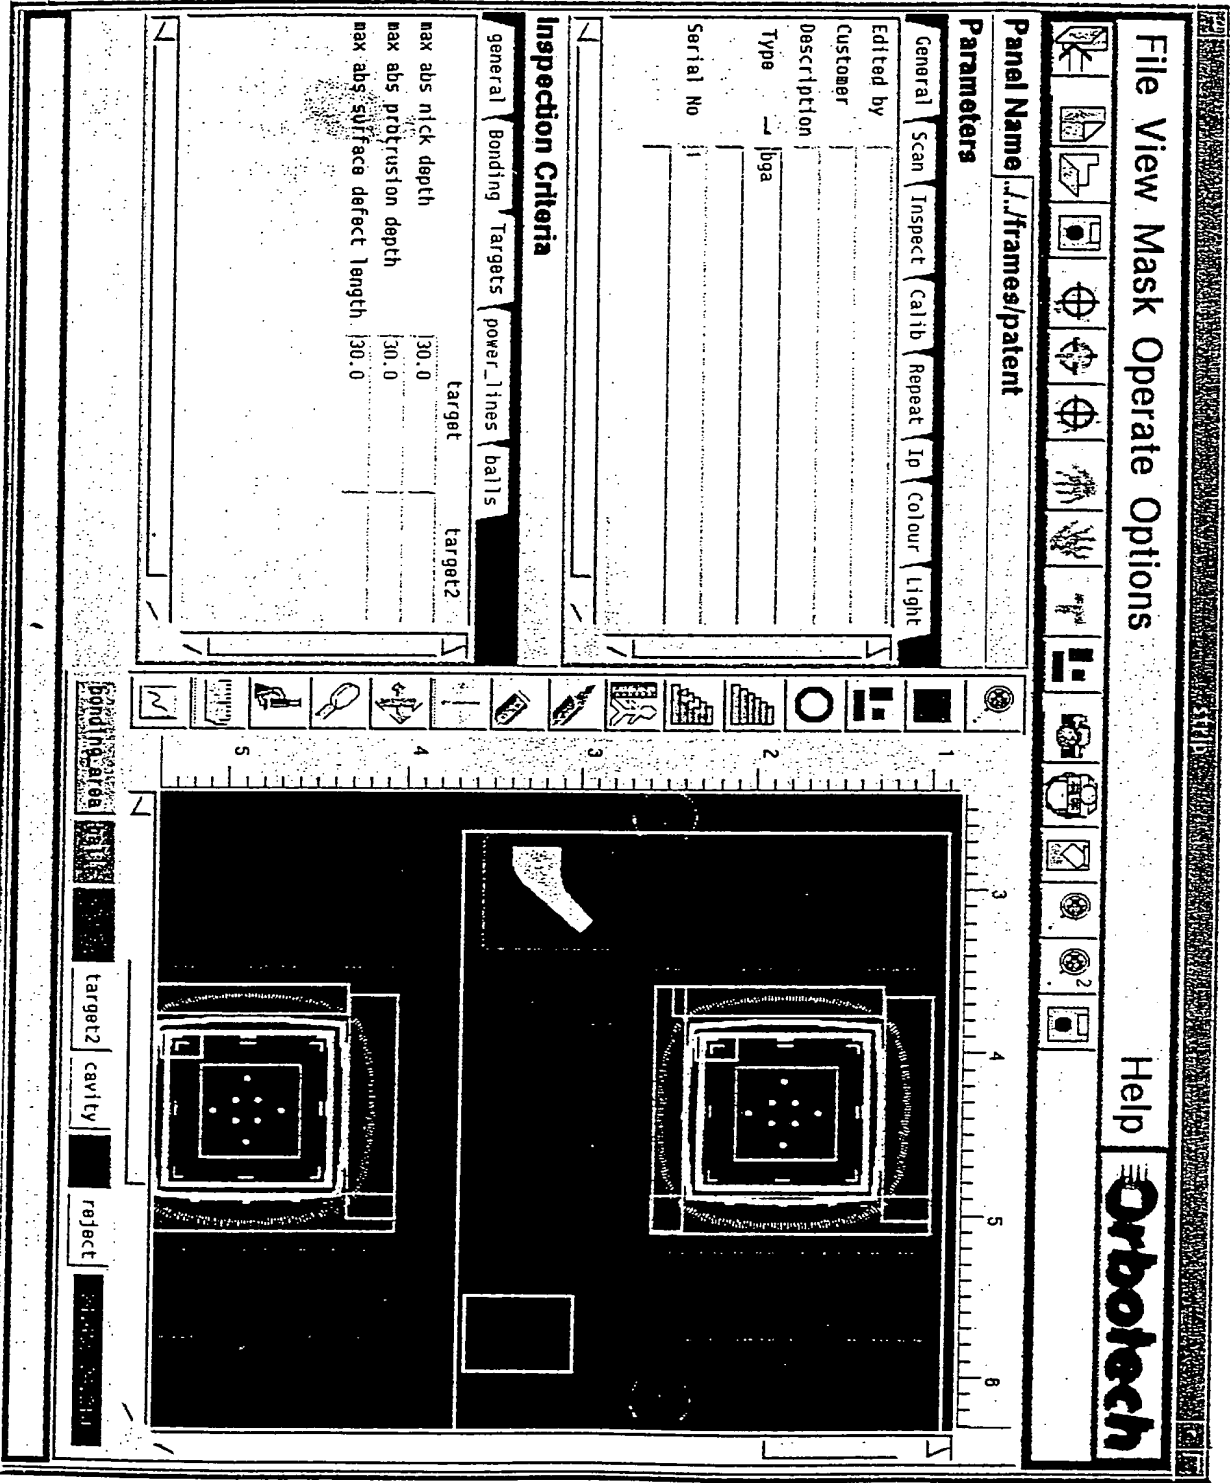 File View Mask Operate Options Help
Orbotech
2
Panel Name /../frames/patent
Parameters
General Scan Inspect Calib Repeat Ip Colour Light
Edited by
Customer
Description
Type bga
Serial No
Inspection Criteria
general Bonding Targets power_lines balls
target target2
max abs nick depth 30.0
max abs protrusion depth 30.0
max abs surface defect length 30.0
3 4 5 6
1
2
3
4
5
bonding_area balls target2 cavity reject